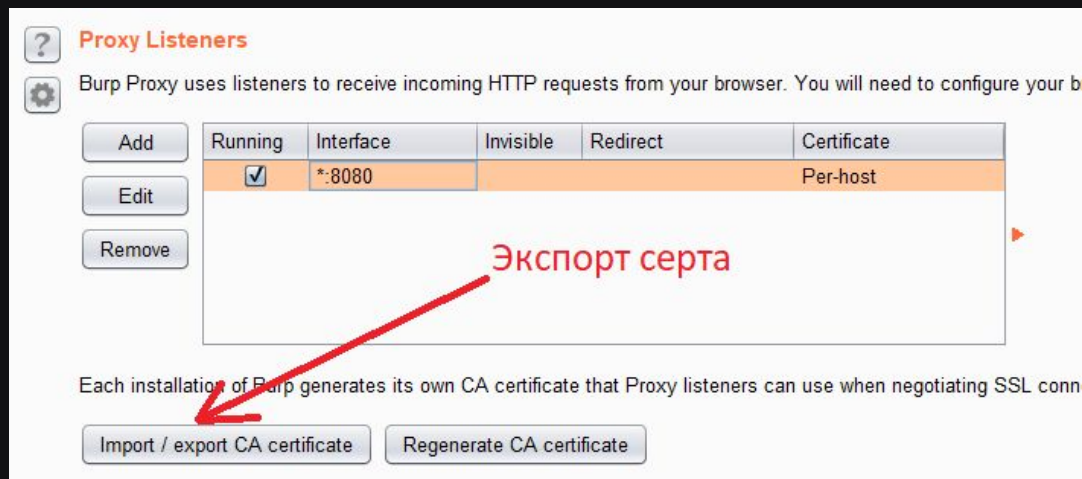 ?
Proxy Listeners
Burp Proxy uses listeners to receive incoming HTTP requests from your browser. You will need to configure your b
Add
Edit
Remove
Running Interface Invisible Redirect Certificate
*:8080 Per-host
Экспорт серта
Each installation of Burp generates its own CA certificate that Proxy listeners can use when negotiating SSL conn
Import / export CA certificate Regenerate CA certificate